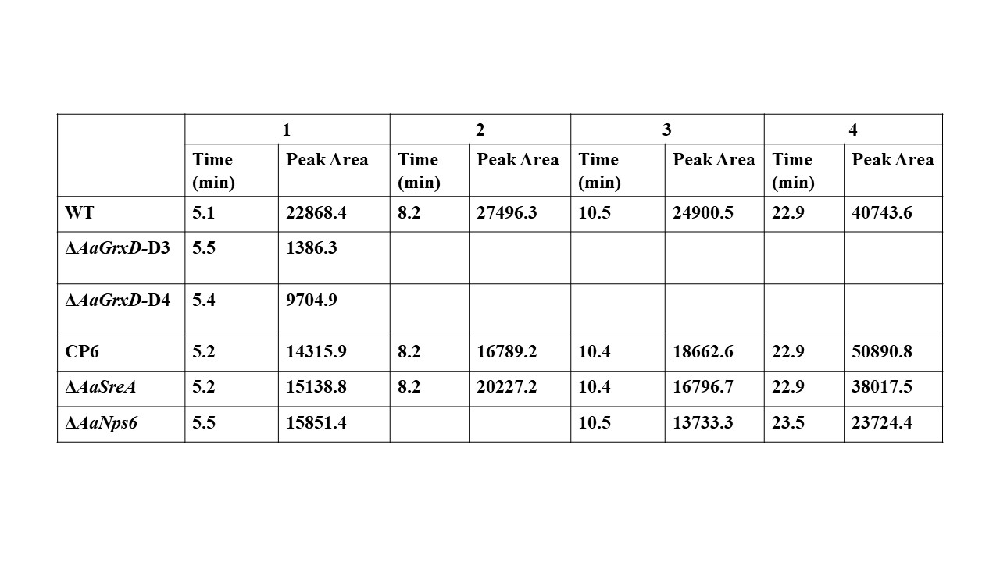 1 2 3 4
Time (min) Peak Area Time (min) Peak Area Time (min) Peak Area Time (min) Peak Area
WT 5.1 22868.4 8.2 27496.3 10.5 24900.5 22.9 40743.6
ΔAaGrxD-D3 5.5 1386.3
ΔAaGrxD-D4 5.4 9704.9
CP6 5.2 14315.9 8.2 16789.2 10.4 18662.6 22.9 50890.8
ΔAaSreA 5.2 15138.8 8.2 20227.2 10.4 16796.7 22.9 38017.5
ΔAaNps6 5.5 15851.4 10.5 13733.3 23.5 23724.4